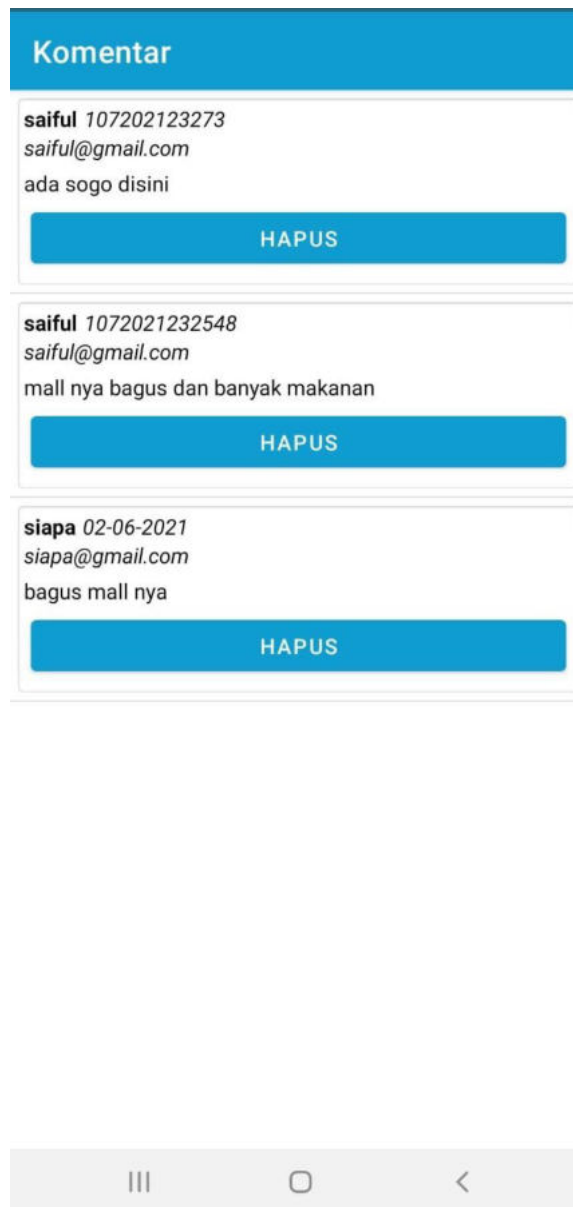 Komentar
saiful 107202123273
saiful@gmail.com
ada sogo disini
HAPUS
saiful 1072021232548
saiful@gmail.com
mall nya bagus dan banyak makanan
HAPUS
siapa 02-06-2021
siapa@gmail.com
bagus mall nya
HAPUS